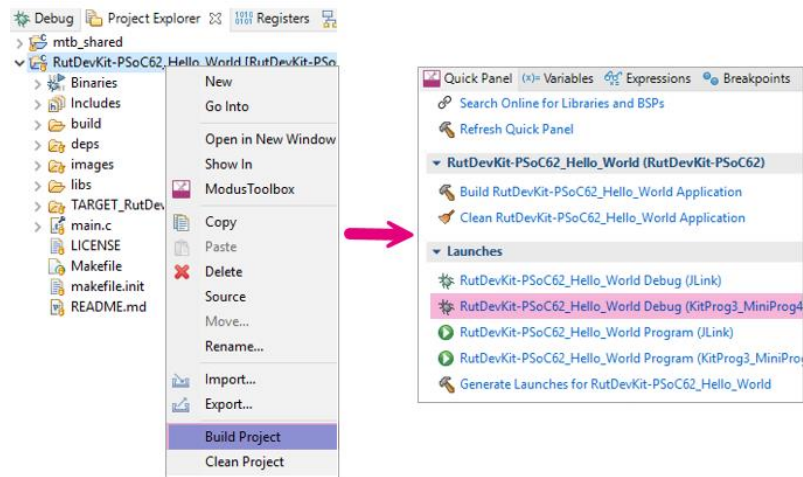 Debug Project Explorer Registers
mtb_shared
RutDevKit-PSoC62_Hello_World [RutDevKit-PSo
Binaries
Includes
build
deps
images
libs
TARGET_RutDev
main.c
LICENSE
Makefile
makefile.init
README.md
New
Go Into
Open in New Window
Show In
ModusToolbox
Copy
Paste
Delete
Source
Move...
Rename...
Import...
Export...
Build Project
Clean Project
Quick Panel (x)= Variables Expressions Breakpoints
Search Online for Libraries and BSPs
Refresh Quick Panel
RutDevKit-PSoC62_Hello_World (RutDevKit-PSoC62)
Build RutDevKit-PSoC62_Hello_World Application
Clean RutDevKit-PSoC62_Hello_World Application
Launches
RutDevKit-PSoC62_Hello_World Debug (JLink)
RutDevKit-PSoC62_Hello_World Debug (KitProg3_MiniProg4
RutDevKit-PSoC62_Hello_World Program (JLink)
RutDevKit-PSoC62_Hello_World Program (KitProg3_MiniPro
Generate Launches for RutDevKit-PSoC62_Hello_World